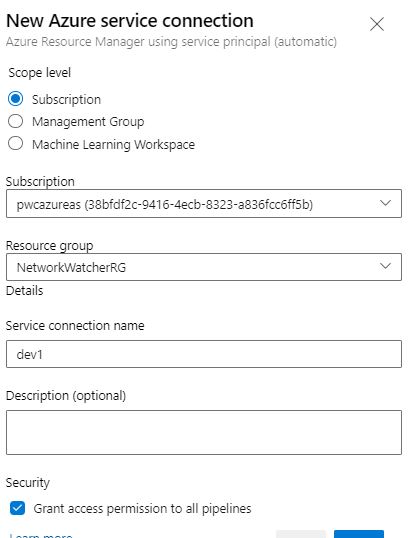 New Azure service connection
Azure Resource Manager using service principal (automatic)
Scope level
Subscription
Management Group
Machine Learning Workspace
Subscription
pwcazureas (38bfdf2c-9416-4ecb-8323-a836fcc6ff5b)
Resource group
NetworkWatcherRG
Details
Service connection name
dev1
Description (optional)
Security
Grant access permission to all pipelines
Learn more